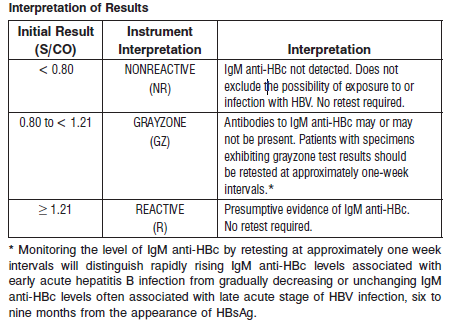 Interpretation of Results
Initial Result
(S/CO)
Instrument
Interpretation
Interpretation
< 0.80
NONREACTIVE
(NR)
IgM anti-HBc not detected. Does not
exclude the possibility of exposure to or
infection with HBV. No retest required.
0.80 to < 1.21
GRAYZONE
(GZ)
Antibodies to IgM anti-HBc may or may
not be present. Patients with specimens
exhibiting grayzone test results should
be retested at approximately one-week
intervals.*
≥ 1.21
REACTIVE
(R)
Presumptive evidence of IgM anti-HBc.
No retest required.
* Monitoring the level of IgM anti-HBc by retesting at approximately one week
intervals will distinguish rapidly rising IgM anti-HBc levels associated with
early acute hepatitis B infection from gradually decreasing or unchanging IgM
anti-HBc levels often associated with late acute stage of HBV infection, six to
nine months from the appearance of HBsAg.